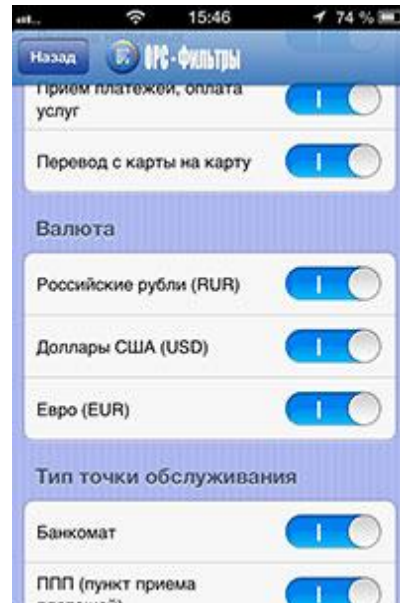 15:46
74 %
Назад
ОРС-Фильтры
Прием платежей, оплата
услуг
Перевод с карты на карту
Валюта
Российские рубли (RUR)
Доллары США (USD)
Евро (EUR)
Тип точки обслуживания
Банкомат
ППП (пункт приема
платежей)